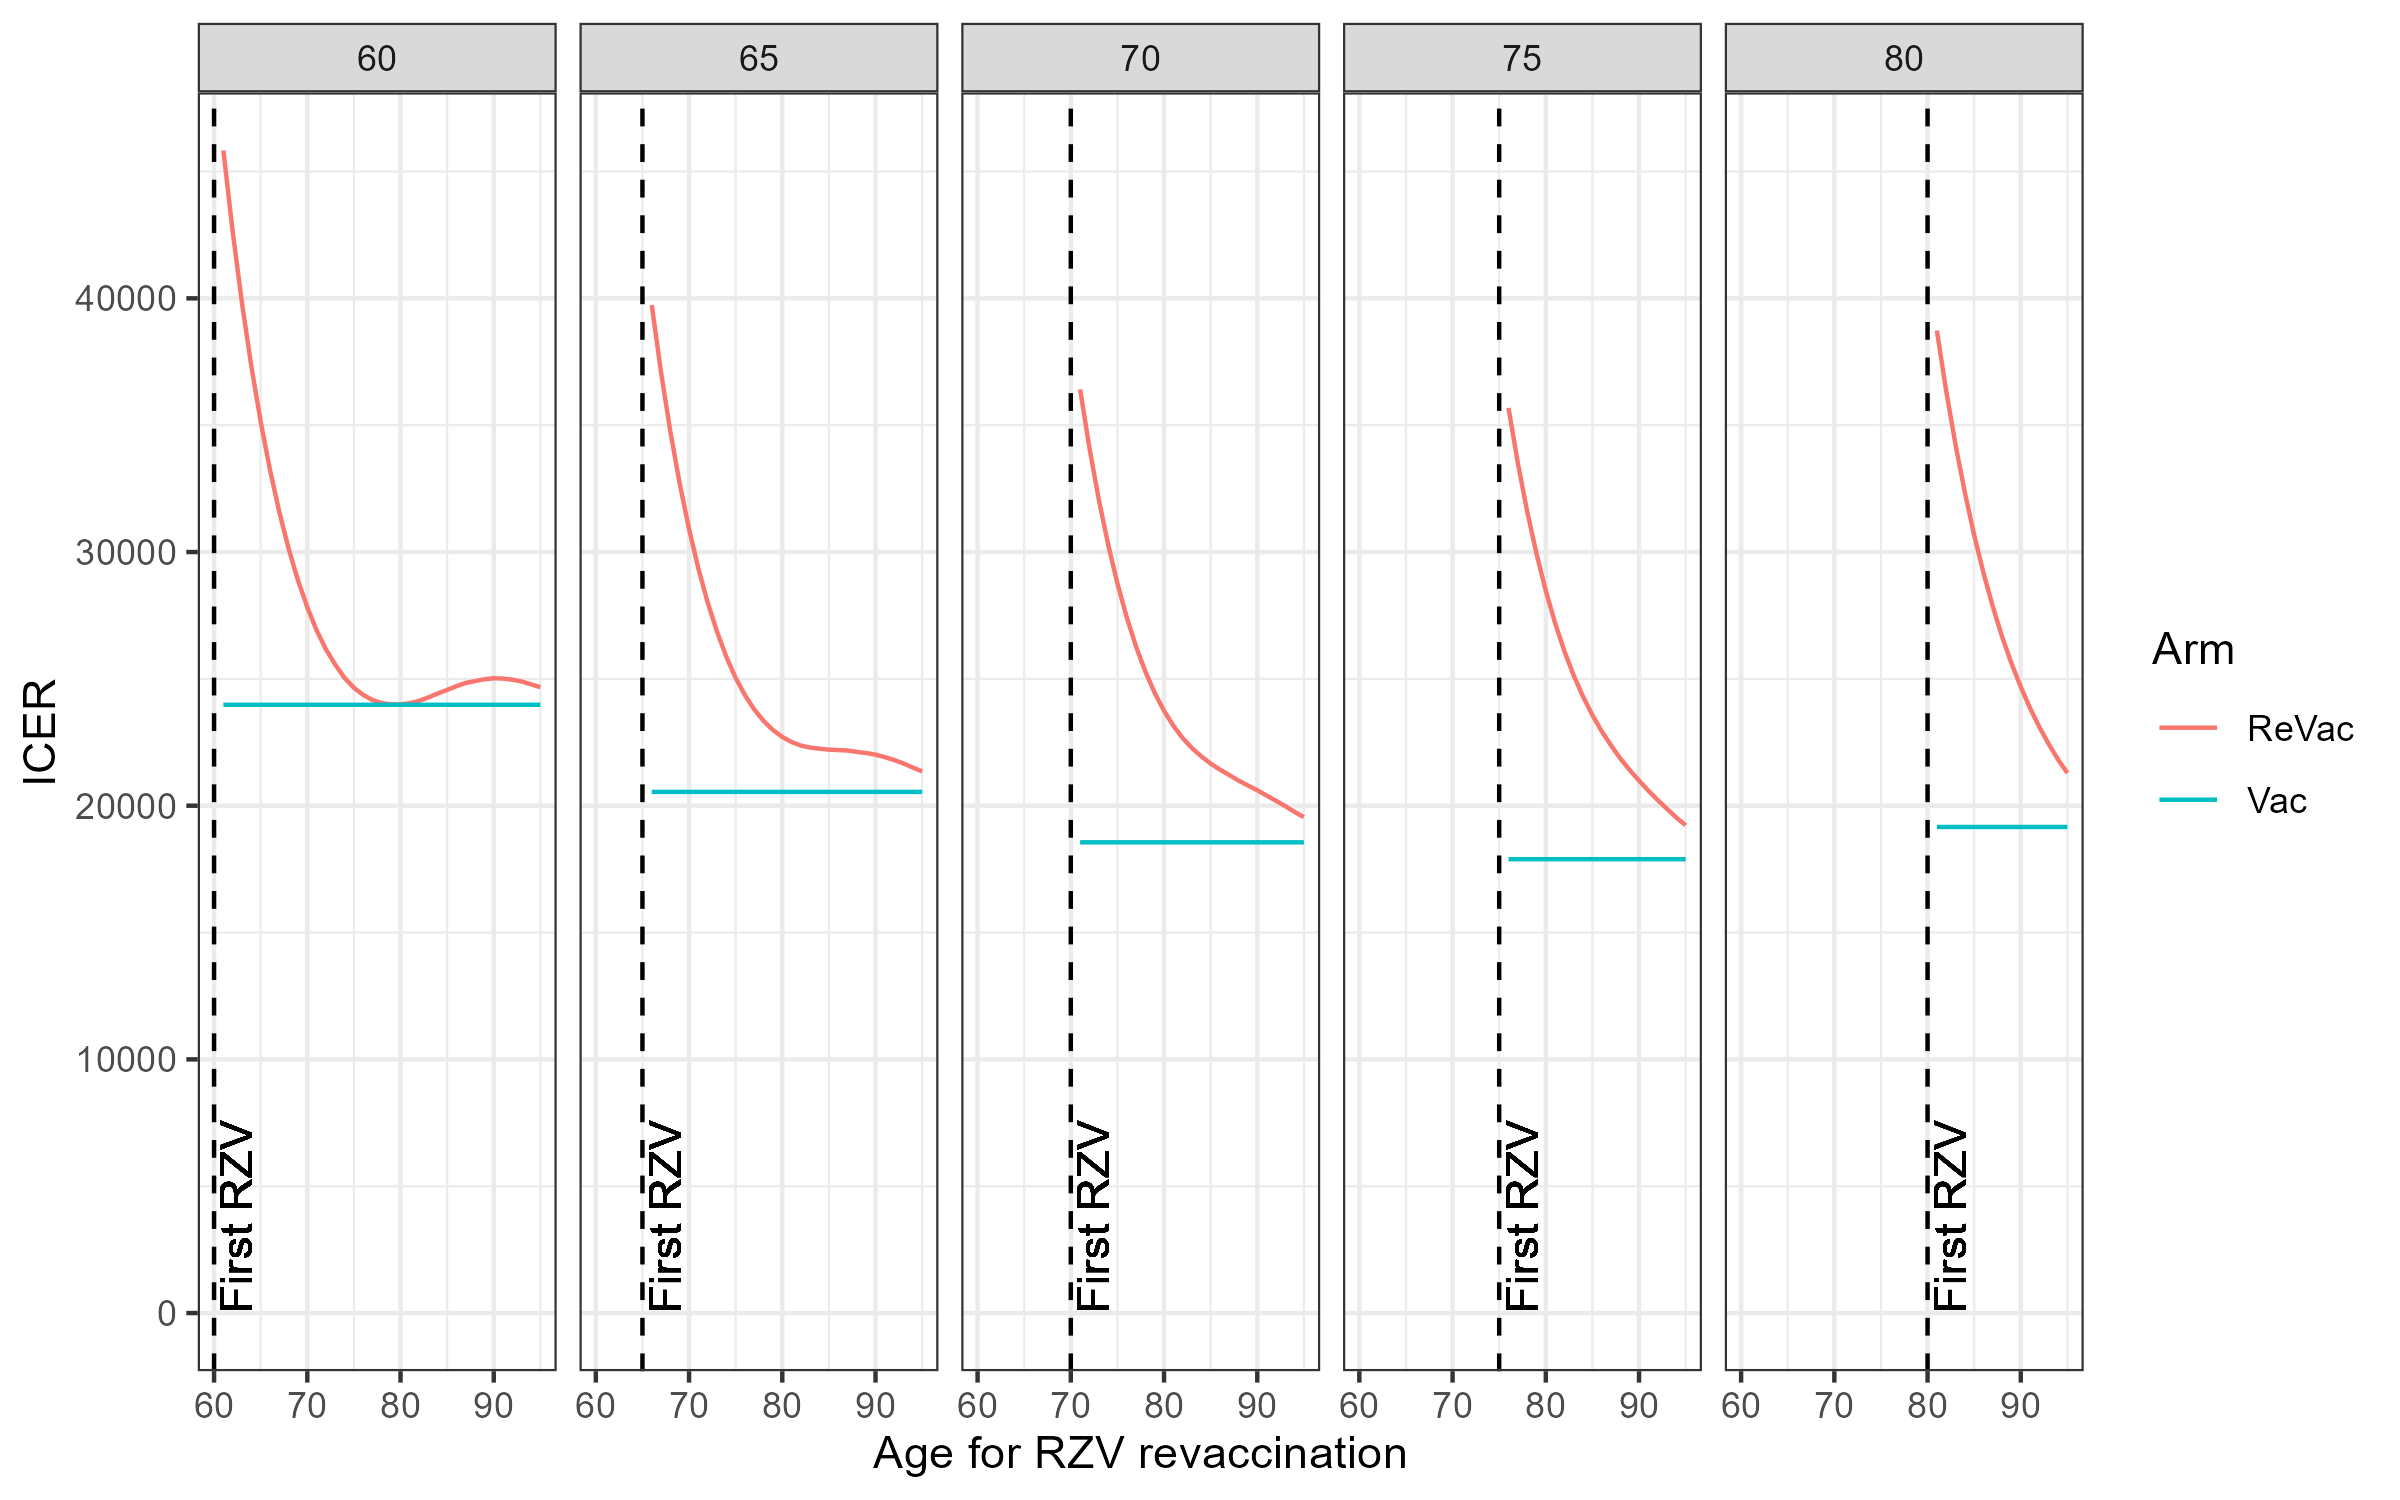 60 65 70 75 80
40000
30000
20000
10000
0
ICER
First RZV
First RZV
First RZV
First RZV
First RZV
60 70 80 90 60 70 80 90 60 70 80 90 60 70 80 90 60 70 80 90
Age for RZV revaccination
Arm
ReVac
Vac